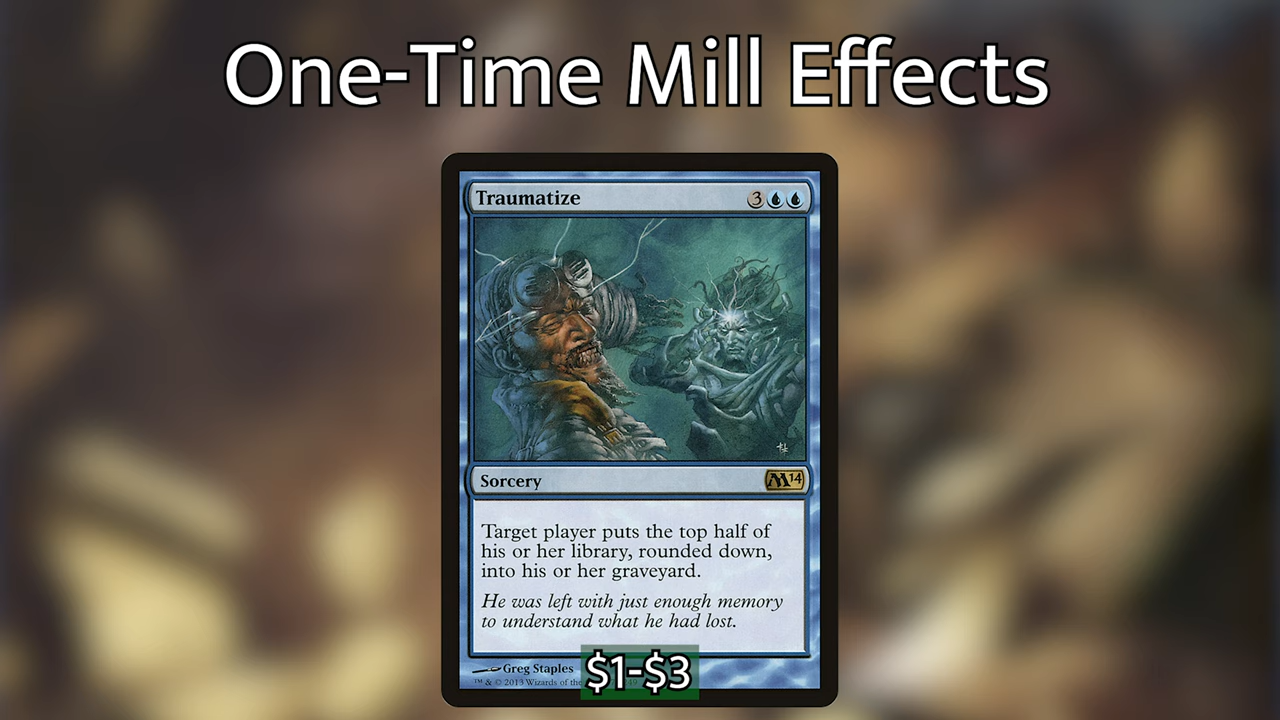 One-Time Mill Effects
Traumatize 3
Sorcery M14
Target player puts the top half of
his or her library, rounded down,
into his or her graveyard.
He was left with just enough memory
to understand what he had lost.
Greg Staples
$1-$3
™ & © 2013 Wizards of the